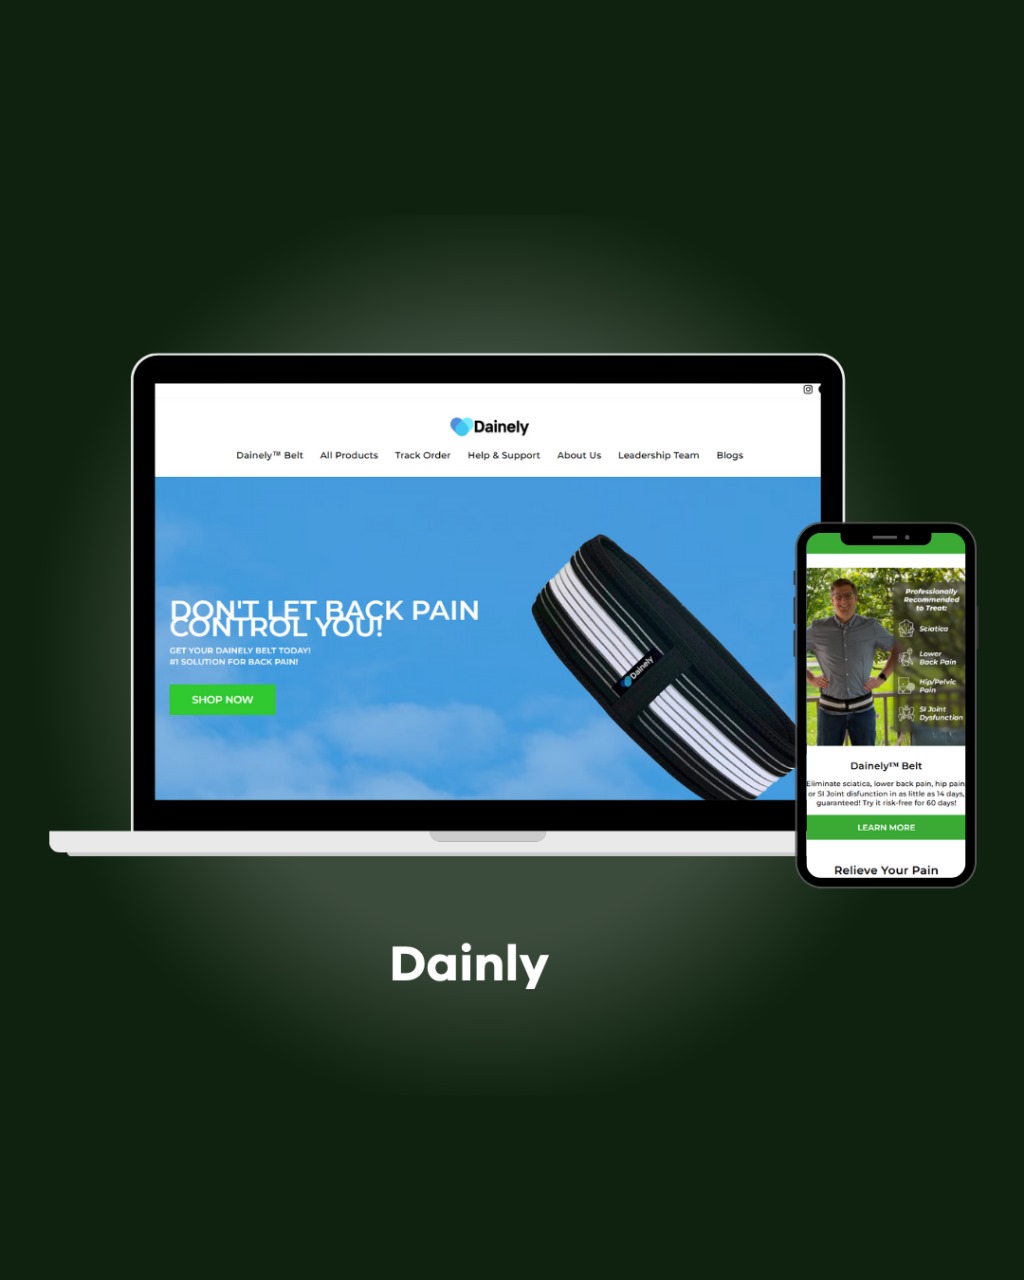 Dainely
Dainely™ Belt All Products Track Order Help & Support About Us Leadership Team Blogs
DON'T LET BACK PAIN
CONTROL YOU!
GET YOUR DAINELY BELT TODAY!
#1 SOLUTION FOR BACK PAIN!
SHOP NOW
Dainely
Professionally
Recommended
to Treat:
Sciatica
Lower
Back Pain
Hip/Pelvic
Pain
SI Joint
Dysfunction
Dainely™ Belt
Eliminate sciatica, lower back pain, hip pain
or SI Joint disfunction in as little as 14 days,
guaranteed! Try it risk-free for 60 days!
LEARN MORE
Relieve Your Pain
Dainly